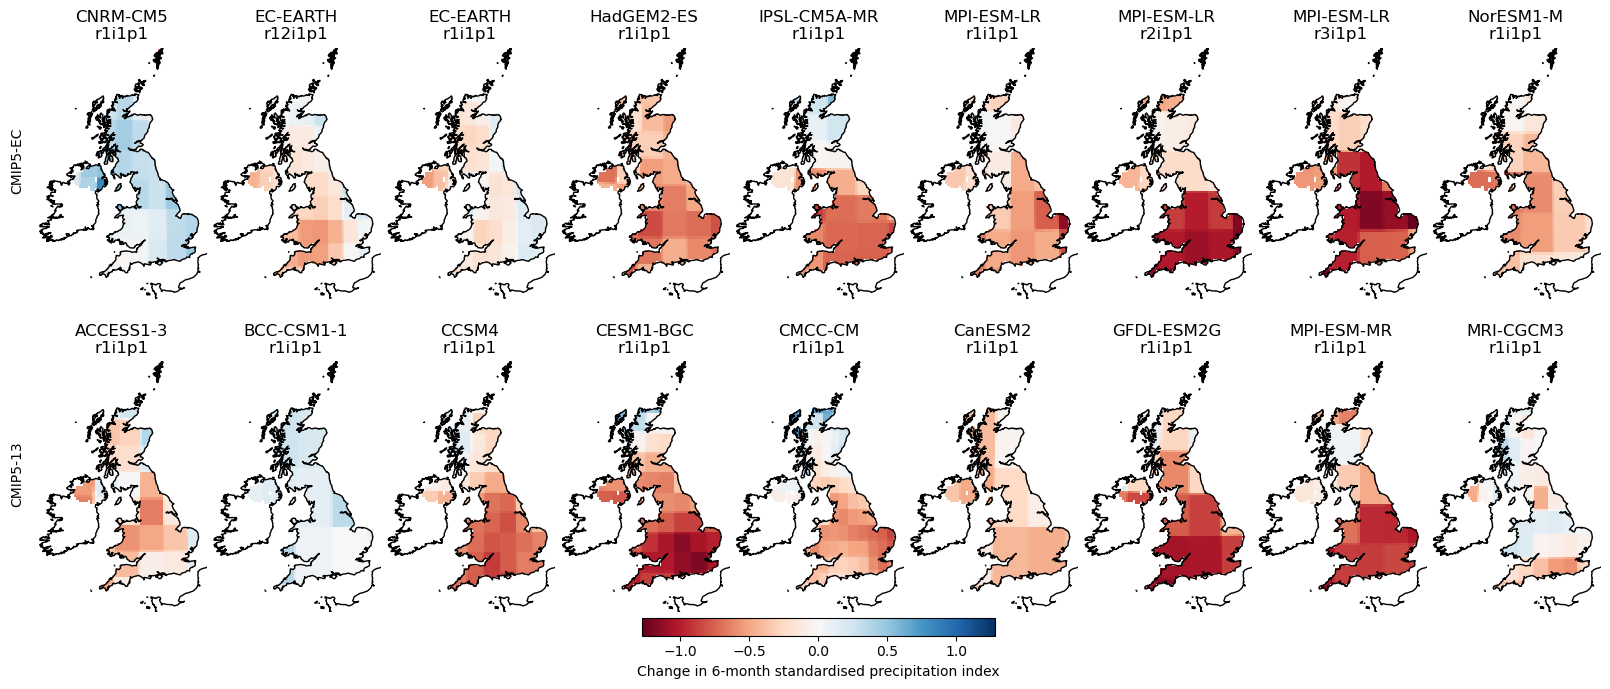 CNRM-CM5
r1i1p1
EC-EARTH
r12i1p1
EC-EARTH
r1i1p1
HadGEM2-ES
r1i1p1
IPSL-CM5A-MR
r1i1p1
MPI-ESM-LR
r1i1p1
MPI-ESM-LR
r2i1p1
MPI-ESM-LR
r3i1p1
NorESM1-M
r1i1p1
CMIP5-EC
ACCESS1-3
r1i1p1
BCC-CSM1-1
r1i1p1
CCSM4
r1i1p1
CESM1-BGC
r1i1p1
CMCC-CM
r1i1p1
CanESM2
r1i1p1
GFDL-ESM2G
r1i1p1
MPI-ESM-MR
r1i1p1
MRI-CGCM3
r1i1p1
CMIP5-13
−1.0 −0.5 0.0 0.5 1.0
Change in 6-month standardised precipitation index